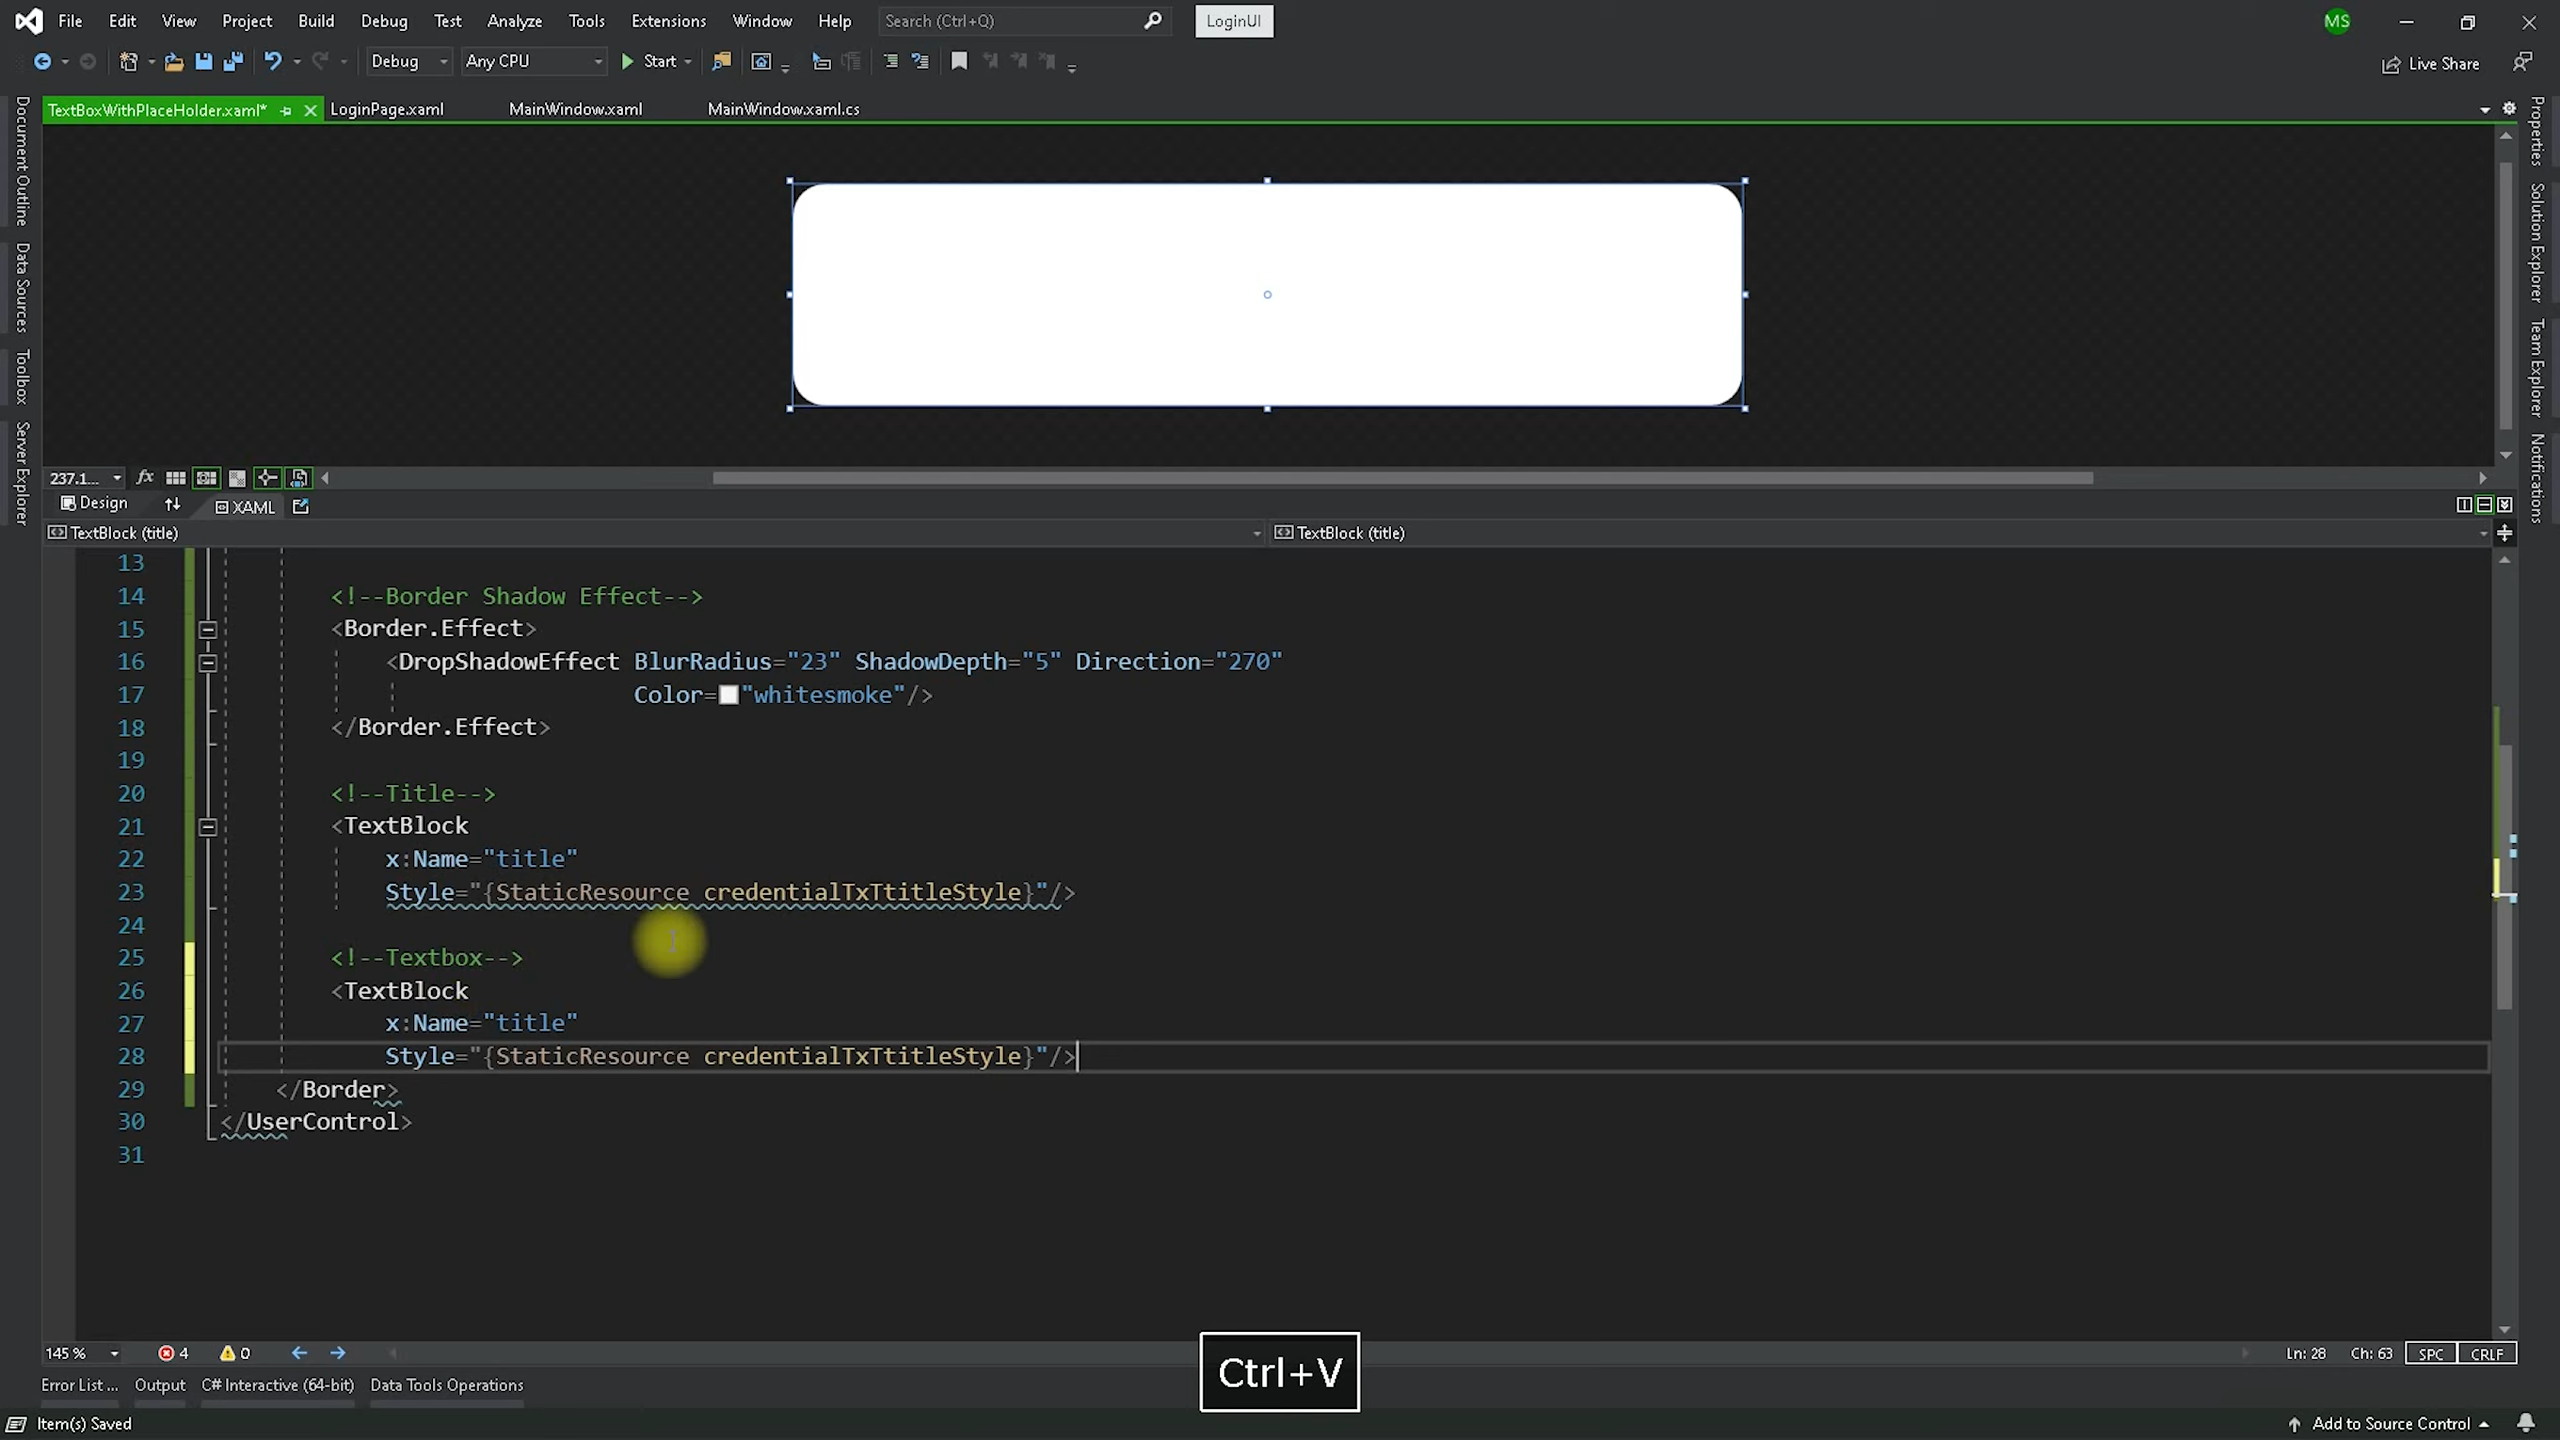 File Edit View Project Build Debug Test Analyze Tools Extensions Window Help Search (Ctrl+Q) LoginUI MS
Debug Any CPU Start Live Share
TextBoxWithPlaceHolder.xaml* LoginPage.xaml MainWindow.xaml MainWindow.xaml.cs
Document Outline
Data Sources
Toolbox
Server Explorer
Properties
Solution Explorer
Team Explorer
Notifications
237.1... fx
Design XAML
TextBlock (title) TextBlock (title)
13
14 <!--Border Shadow Effect-->
15 <Border.Effect>
16 <DropShadowEffect BlurRadius="23" ShadowDepth="5" Direction="270"
17 Color="whitesmoke"/>
18 </Border.Effect>
19
20 <!--Title-->
21 <TextBlock
22 x:Name="title"
23 Style="{StaticResource credentialTxTtitleStyle}"/>
24
25 <!--Textbox-->
26 <TextBlock
27 x:Name="title"
28 Style="{StaticResource credentialTxTtitleStyle}"/>
29 </Border>
30 </UserControl>
31
145 % 4 0 Ln: 28 Ch: 63 SPC CRLF
Ctrl+V
Error List ... Output C# Interactive (64-bit) Data Tools Operations
Item(s) Saved Add to Source Control